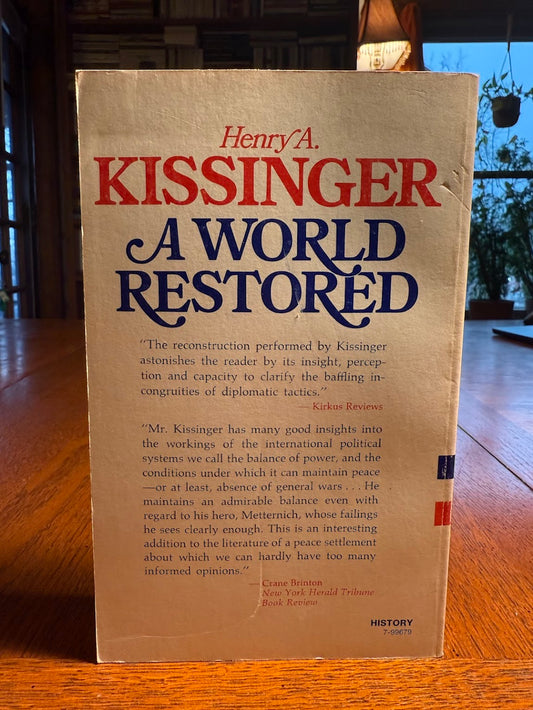 Henry A.
KISSINGER
A WORLD
RESTORED
"The reconstruction performed by Kissinger
astonishes the reader by its insight, percep-
tion and capacity to clarify the baffling in-
congruities of diplomatic tactics."
— Kirkus Reviews
"Mr. Kissinger has many good insights into
the workings of the international political
systems we call the balance of power, and the
conditions under which it can maintain peace
—or at least, absence of general wars . . . He
maintains an admirable balance even with
regard to his hero, Metternich, whose failings
he sees clearly enough. This is an interesting
addition to the literature of a peace settlement
about which we can hardly have too many
informed opinions."
— Crane Brinton
New York Herald Tribune
Book Review
HISTORY
7-99679